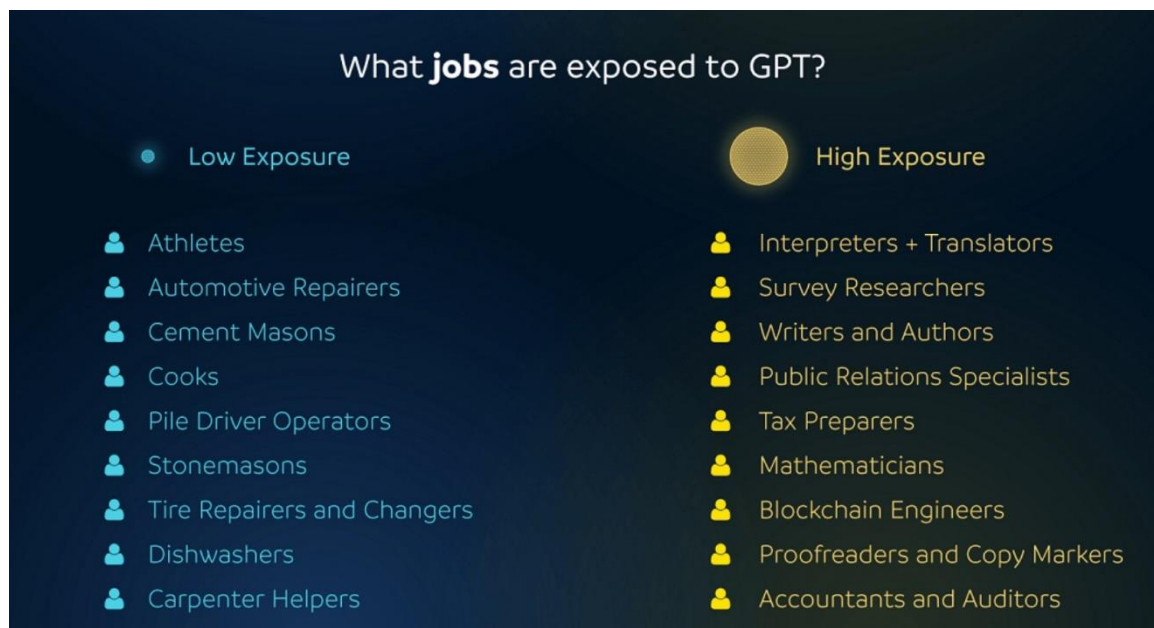 What jobs are exposed to GPT?
Low Exposure
Athletes
Automotive Repairers
Cement Masons
Cooks
Pile Driver Operators
Stonemasons
Tire Repairers and Changers
Dishwashers
Carpenter Helpers
High Exposure
Interpreters + Translators
Survey Researchers
Writers and Authors
Public Relations Specialists
Tax Preparers
Mathematicians
Blockchain Engineers
Proofreaders and Copy Markers
Accountants and Auditors